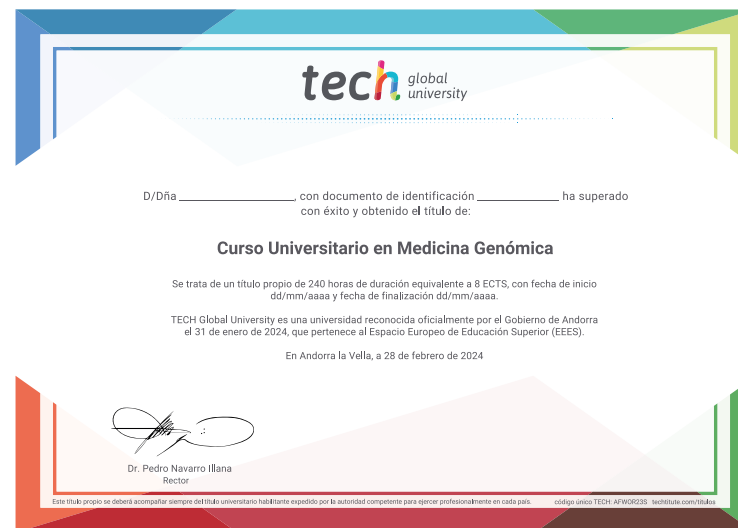 tech global university
D/Dña ______________, con documento de identificación __________ ha superado
con éxito y obtenido el título de:
Curso Universitario en Medicina Genómica
Se trata de un título propio de 240 horas de duración equivalente a 8 ECTS, con fecha de inicio
dd/mm/aaaa y fecha de finalización dd/mm/aaaa.
TECH Global University es una universidad reconocida oficialmente por el Gobierno de Andorra
el 31 de enero de 2024, que pertenece al Espacio Europeo de Educación Superior (EEES).
En Andorra la Vella, a 28 de febrero de 2024
Dr. Pedro Navarro Illana
Rector
Este título propio se deberá acompañar siempre del título universitario habilitante expedido por la autoridad competente para ejercer profesionalmente en cada país. código único TECH: AFWOR23S techtitute.com/titulos